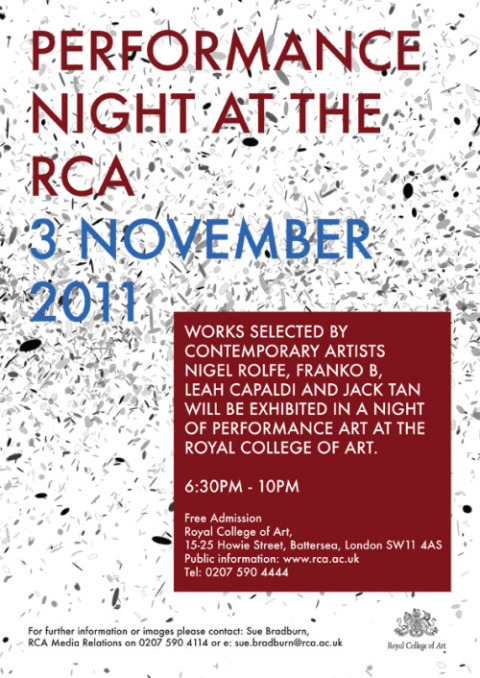 PERFORMANCE
NIGHT AT THE
RCA
3 NOVEMBER
2011
WORKS SELECTED BY
CONTEMPORARY ARTISTS
NIGEL ROLFE, FRANKO B,
LEAH CAPALDI AND JACK TAN
WILL BE EXHIBITED IN A NIGHT
OF PERFORMANCE ART AT THE
ROYAL COLLEGE OF ART.
6:30PM - 10PM
Free Admission
Royal College of Art,
15-25 Howie Street, Battersea, London SW11 4AS
Public information: www.rca.ac.uk
Tel: 0207 590 4444
For further information or images please contact: Sue Bradburn,
RCA Media Relations on 0207 590 4114 or e: sue.bradburn@rca.ac.uk
Royal College of Art